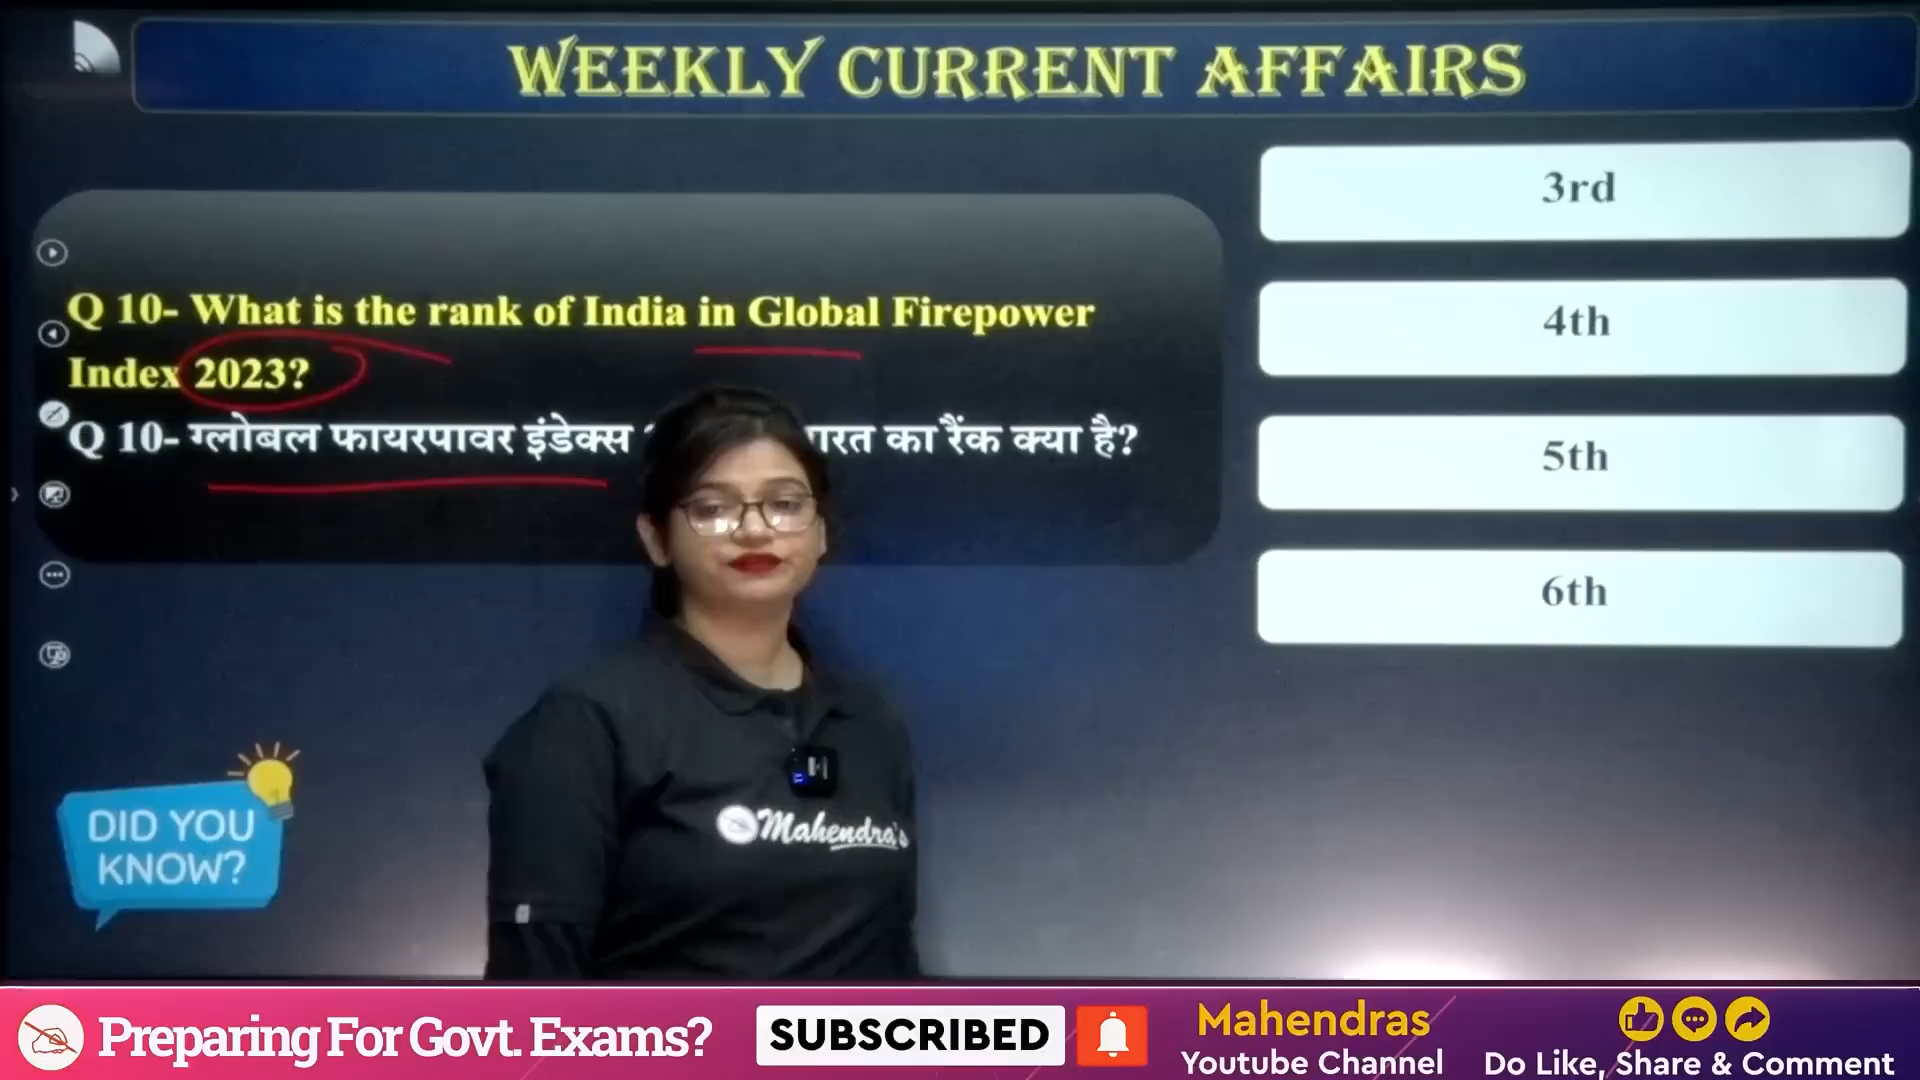 WEEKLY CURRENT AFFAIRS
Q 10- What is the rank of India in Global Firepower
Index 2023?
Q 10- ग्लोबल फायरपावर इंडेक्स
का रैंक क्या है?
3rd
4th
5th
6th
DID YOU
KNOW?
Mahendra's
Preparing For Govt. Exams?
SUBSCRIBED
Mahendras
Youtube Channel
Do Like, Share & Comment